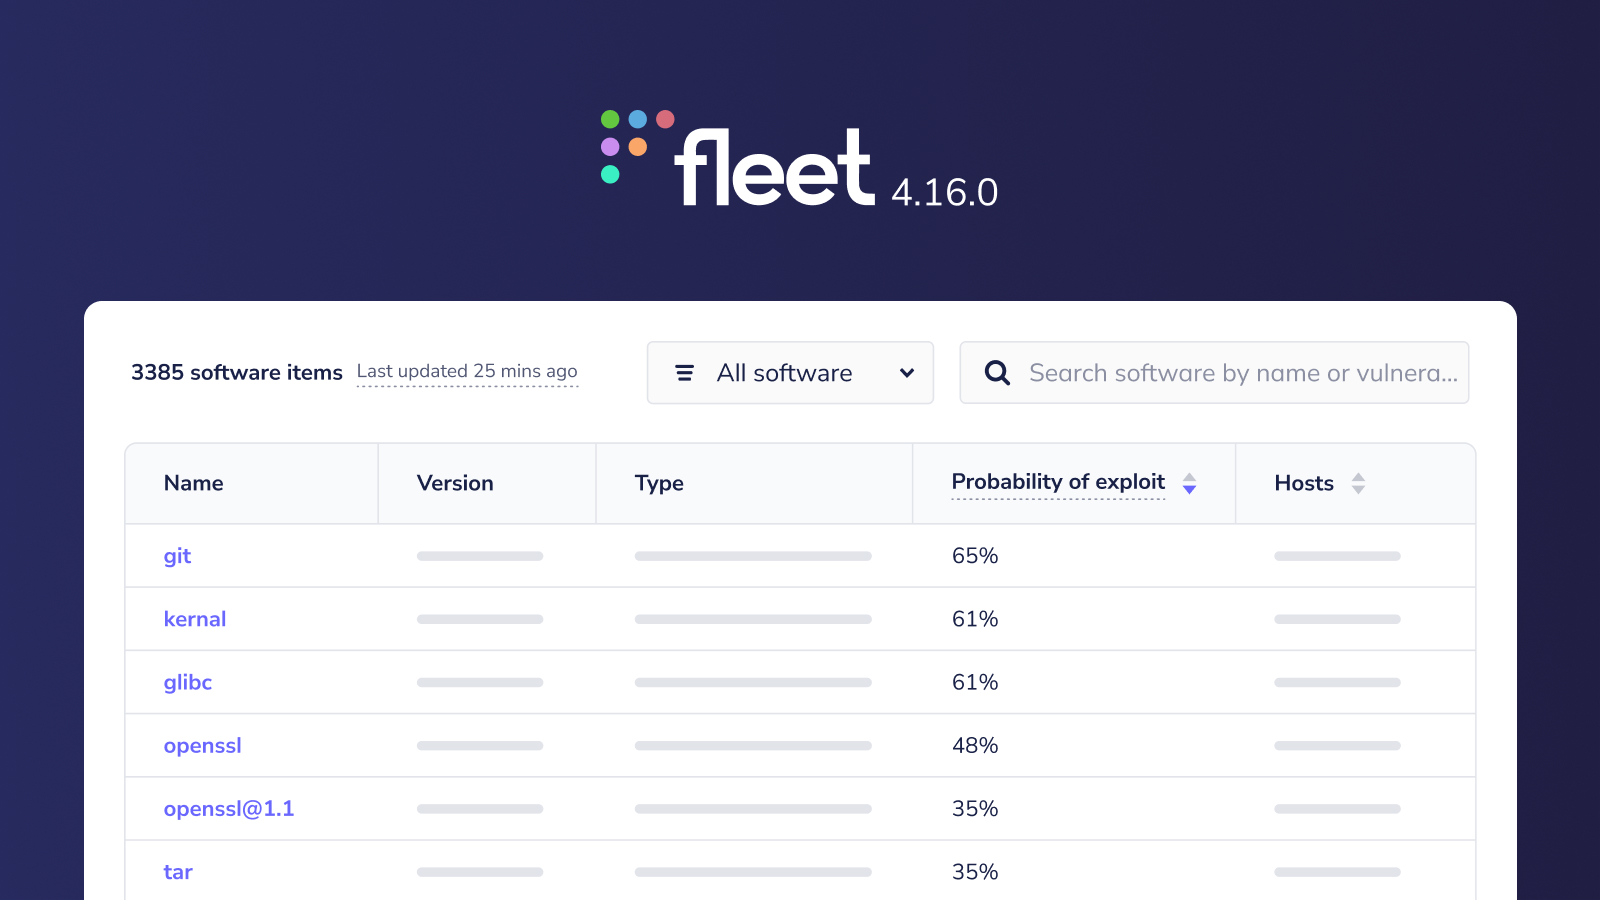 fleet 4.16.0
3385 software items Last updated 25 mins ago All software Search software by name or vulnera...
Name Version Type Probability of exploit Hosts
git 65%
kernal 61%
glibc 61%
openssl 48%
openssl@1.1 35%
tar 35%